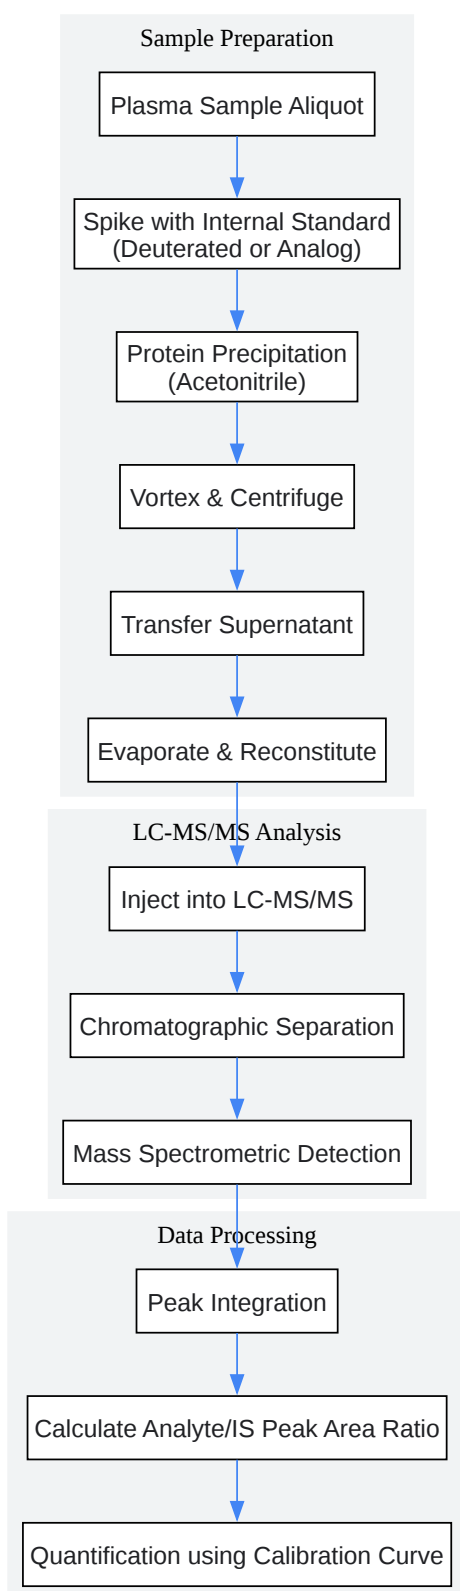 Sample Preparation
Plasma Sample Aliquot
Spike with Internal Standard
(Deuterated or Analog)
Protein Precipitation
(Acetonitrile)
Vortex & Centrifuge
Transfer Supernatant
Evaporate & Reconstitute
LC-MS/MS Analysis
Inject into LC-MS/MS
Chromatographic Separation
Mass Spectrometric Detection
Data Processing
Peak Integration
Calculate Analyte/IS Peak Area Ratio
Quantification using Calibration Curve